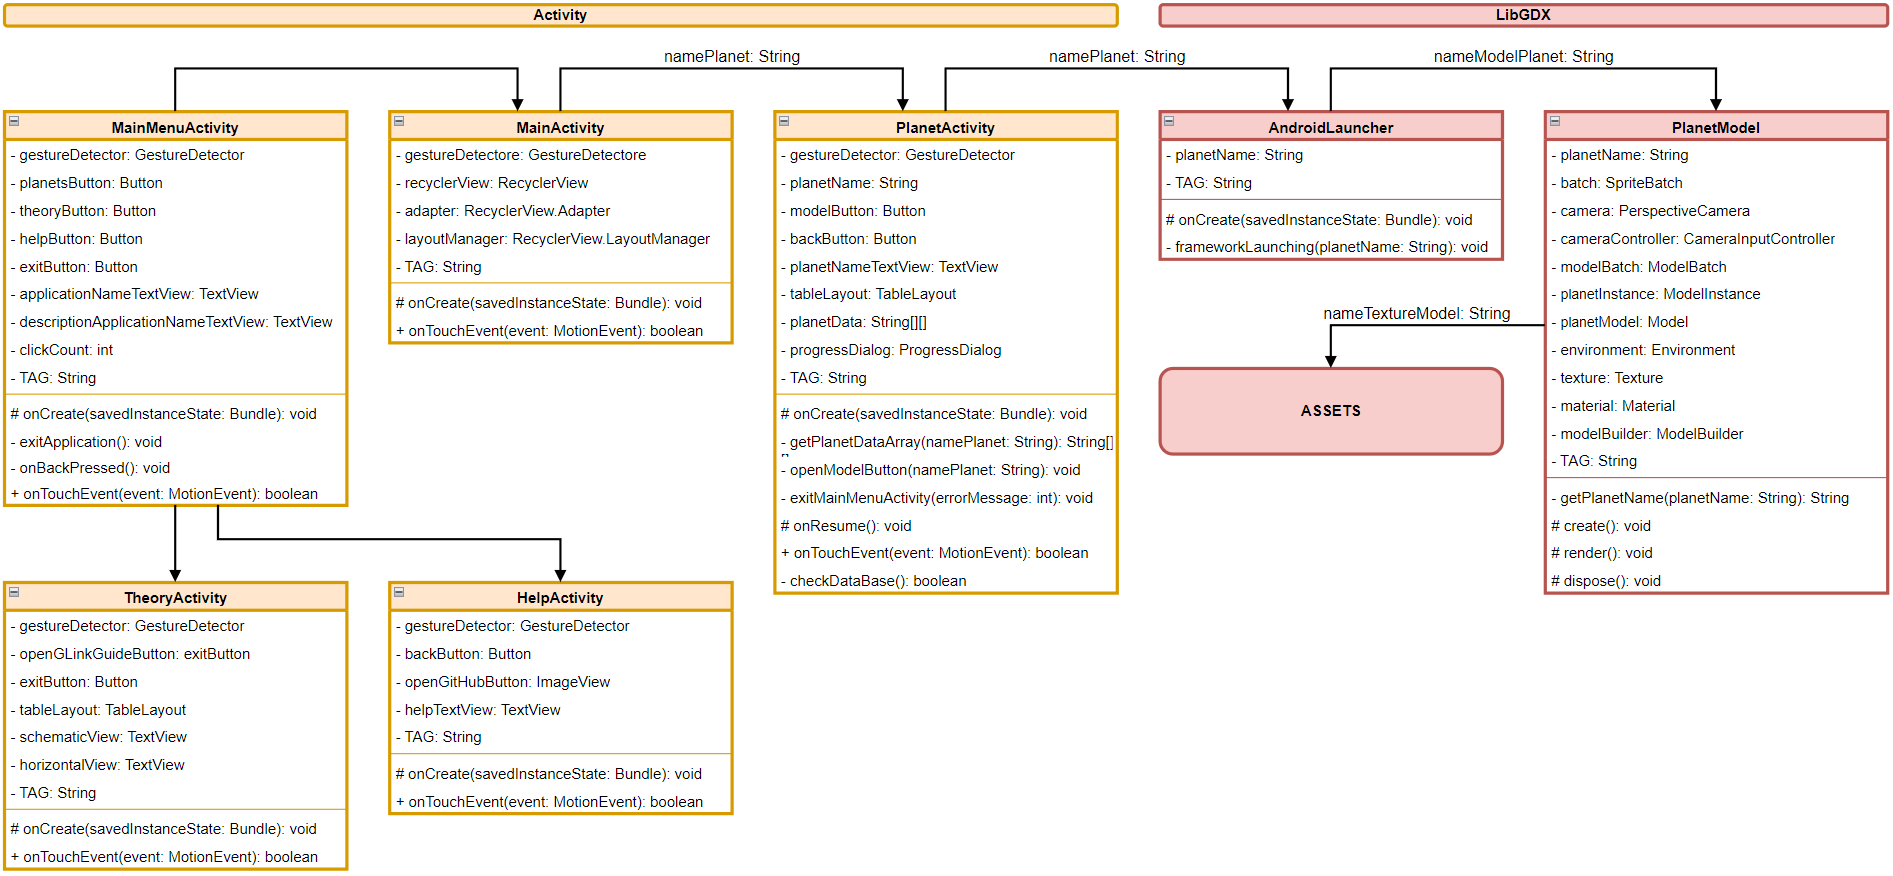 Activity
LibGDX
namePlanet: String
namePlanet: String
nameModelPlanet: String
MainMenuActivity
- gestureDetector: GestureDetector
- planetsButton: Button
- theoryButton: Button
- helpButton: Button
- exitButton: Button
- applicationNameTextView: TextView
- descriptionApplicationNameTextView: TextView
- clickCount: int
- TAG: String
# onCreate(savedInstanceState: Bundle): void
- exitApplication(): void
- onBackPressed(): void
+ onTouchEvent(event: MotionEvent): boolean
MainActivity
- gestureDetectore: GestureDetectore
- recyclerView: RecyclerView
- adapter: RecyclerView.Adapter
- layoutManager: RecyclerView.LayoutManager
- TAG: String
# onCreate(savedInstanceState: Bundle): void
+ onTouchEvent(event: MotionEvent): boolean
PlanetActivity
- gestureDetector: GestureDetector
- planetName: String
- modelButton: Button
- backButton: Button
- planetNameTextView: TextView
- tableLayout: TableLayout
- planetData: String[][]
- progressDialog: ProgressDialog
- TAG: String
# onCreate(savedInstanceState: Bundle): void
- getPlanetDataArray(namePlanet: String): String[]
[]
- openModelButton(namePlanet: String): void
- exitMainMenuActivity(errorMessage: int): void
# onResume(): void
+ onTouchEvent(event: MotionEvent): boolean
- checkDataBase(): boolean
AndroidLauncher
- planetName: String
- TAG: String
# onCreate(savedInstanceState: Bundle): void
- frameworkLaunching(planetName: String): void
nameTextureModel: String
ASSETS
PlanetModel
- planetName: String
- batch: SpriteBatch
- camera: PerspectiveCamera
- cameraController: CameraInputController
- modelBatch: ModelBatch
- planetInstance: ModelInstance
- planetModel: Model
- environment: Environment
- texture: Texture
- material: Material
- modelBuilder: ModelBuilder
- TAG: String
- getPlanetName(planetName: String): String
# create(): void
# render(): void
# dispose(): void
TheoryActivity
- gestureDetector: GestureDetector
- openGLinkGuideButton: exitButton
- exitButton: Button
- tableLayout: TableLayout
- schematicView: TextView
- horizontalView: TextView
- TAG: String
# onCreate(savedInstanceState: Bundle): void
+ onTouchEvent(event: MotionEvent): boolean
HelpActivity
- gestureDetector: GestureDetector
- backButton: Button
- openGitHubButton: ImageView
- helpTextView: TextView
- TAG: String
# onCreate(savedInstanceState: Bundle): void
+ onTouchEvent(event: MotionEvent): boolean